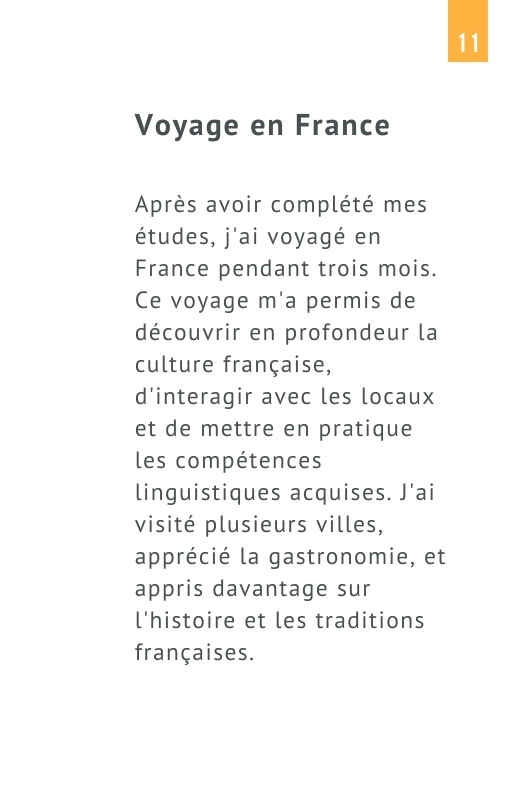 11
Voyage en France
Après avoir complété mes
études, j'ai voyagé en
France pendant trois mois.
Ce voyage m'a permis de
découvrir en profondeur la
culture française,
d'interagir avec les locaux
et de mettre en pratique
les compétences
linguistiques acquises. J'ai
visité plusieurs villes,
apprécié la gastronomie, et
appris davantage sur
l'histoire et les traditions
françaises.